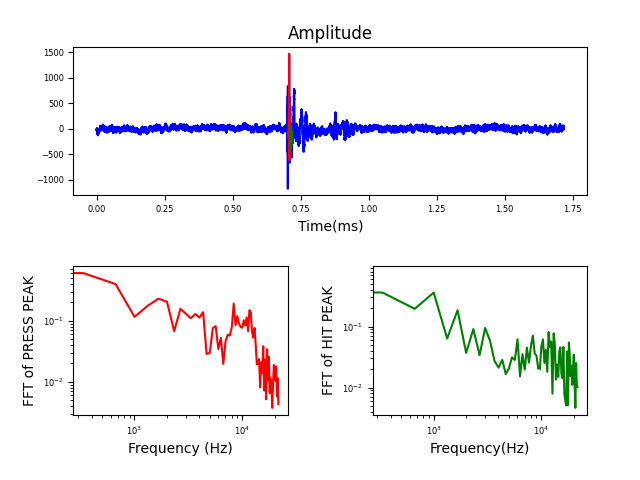 Amplitude
1500
1000
500
0
−500
−1000
0.00 0.25 0.50 0.75 1.00 1.25 1.50 1.75
Time(ms)
FFT of PRESS PEAK
10⁻¹
10⁻²
10³ 10⁴
Frequency (Hz)
FFT of HIT PEAK
10⁻¹
10⁻²
10³ 10⁴
Frequency(Hz)